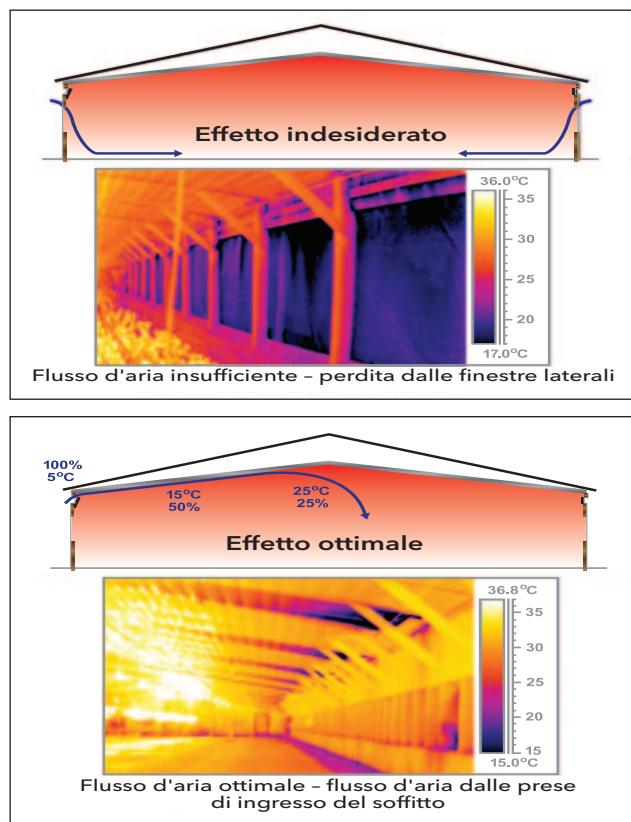 Effetto indesiderato
36.0°C
35
30
25
20
17.0°C
Flusso d'aria insufficiente – perdita dalle finestre laterali
100%
5°C
15°C
50%
25°C
25%
Effetto ottimale
36.8°C
35
30
25
20
15
15.0°C
Flusso d'aria ottimale – flusso d'aria dalle prese
di ingresso del soffitto